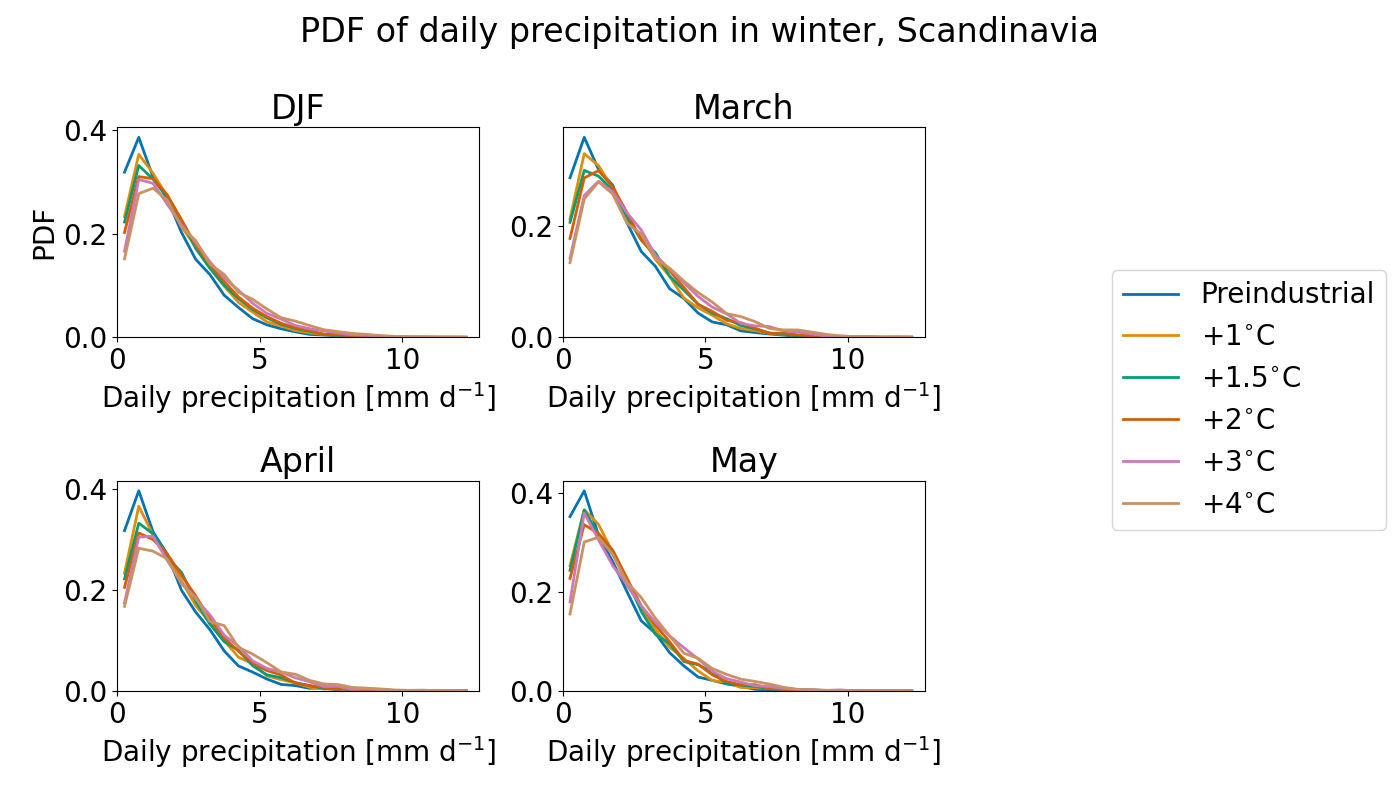 PDF of daily precipitation in winter, Scandinavia
DJF
0.4
0.2
0.0
PDF
0 5 10
Daily precipitation [mm d⁻¹]
March
0.2
0.0
0 5 10
Daily precipitation [mm d⁻¹]
April
0.4
0.2
0.0
0 5 10
Daily precipitation [mm d⁻¹]
May
0.4
0.2
0.0
0 5 10
Daily precipitation [mm d⁻¹]
Preindustrial
+1°C
+1.5°C
+2°C
+3°C
+4°C